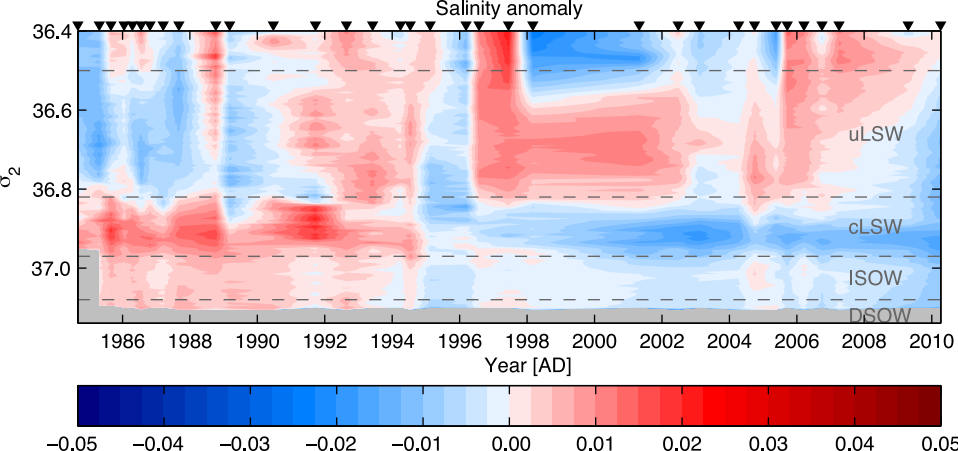 Salinity anomaly
36.4
36.6
36.8
37.0
σ2
uLSW
cLSW
ISOW
DSOW
1986 1988 1990 1992 1994 1996 1998 2000 2002 2004 2006 2008 2010
Year [AD]
−0.05 −0.04 −0.03 −0.02 −0.01 0.00 0.01 0.02 0.03 0.04 0.05